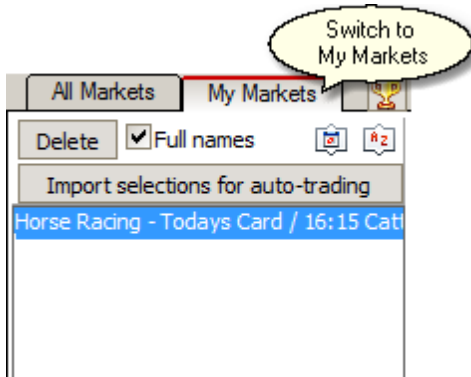 Switch to
My Markets
All Markets
My Markets
Delete
Full names
Import selections for auto-trading
Horse Racing - Todays Card / 16:15 Catt